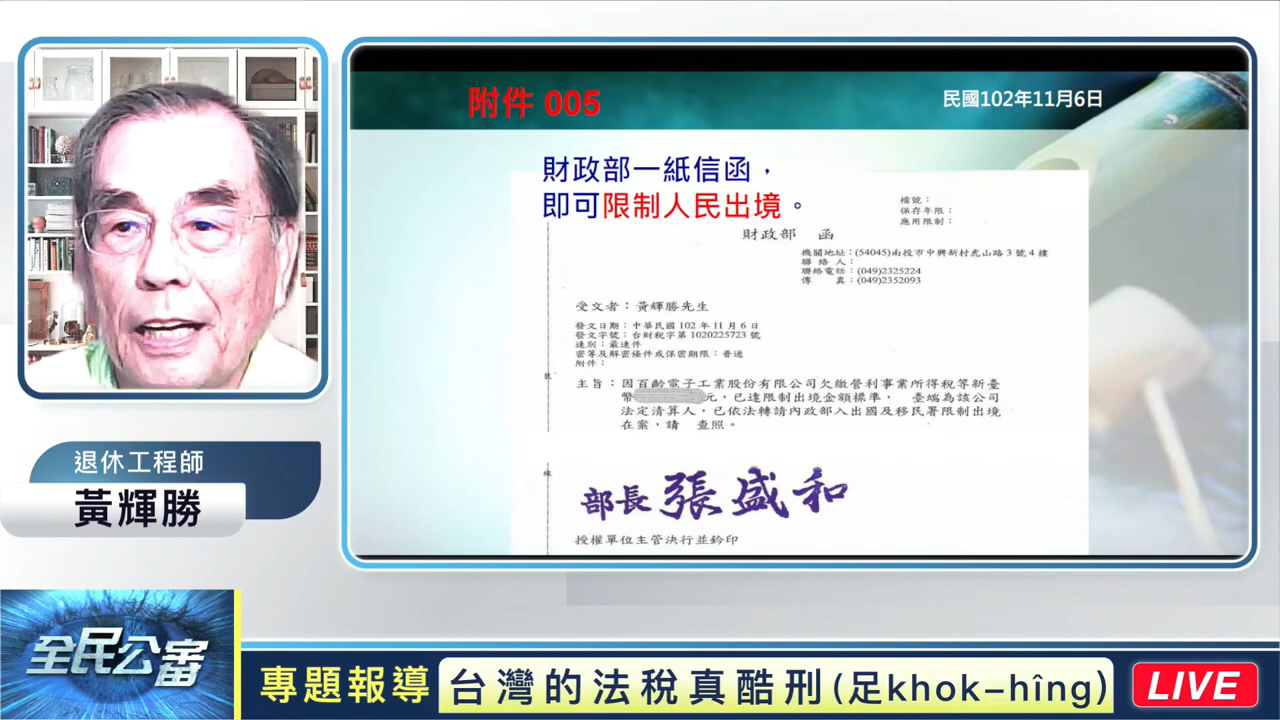 附件 005
民國102年11月6日
財政部一紙信函，
即可限制人民出境。
檔號：
保存年限：
應用限制：
財政部 函
機關地址：(54045)南投市中興新村虎山路3號4樓
聯 絡 人：
聯絡電話：(049)2325224
傳 真：(049)2352093
受文者：黃輝勝先生
發文日期：中華民國102年11月6日
發文字號：台財稅字第1020225723號
速別：最速件
密等及解密條件或保密期限：普通
附件：
主旨：因百齡電子工業股份有限公司欠繳營利事業所得稅等新臺
幣 元，已達限制出境金額標準， 臺端為該公司
法定清算人，已依法轉請內政部入出國及移民署限制出境
在案，請 查照。
部長 張盛和
授權單位主管決行並鈐印
退休工程師
黃輝勝
全民公審
專題報導 台灣的法稅真酷刑(足khok-hîng)
LIVE